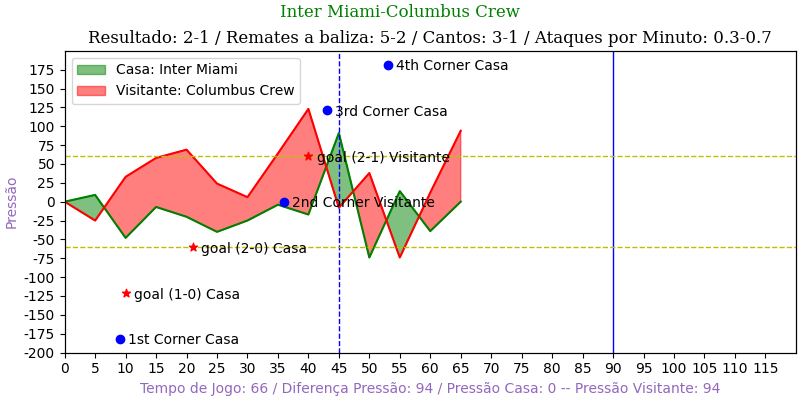 Inter Miami-Columbus Crew
Resultado: 2-1 / Remates a baliza: 5-2 / Cantos: 3-1 / Ataques por Minuto: 0.3-0.7
Casa: Inter Miami
Visitante: Columbus Crew
4th Corner Casa
3rd Corner Casa
goal (2-1) Visitante
2nd Corner Visitante
goal (2-0) Casa
goal (1-0) Casa
1st Corner Casa
Pressão
175
150
125
100
75
50
25
0
-25
-50
-75
-100
-125
-150
-175
-200
0 5 10 15 20 25 30 35 40 45 50 55 60 65 70 75 80 85 90 95 100 105 110 115
Tempo de Jogo: 66 / Diferença Pressão: 94 / Pressão Casa: 0 -- Pressão Visitante: 94